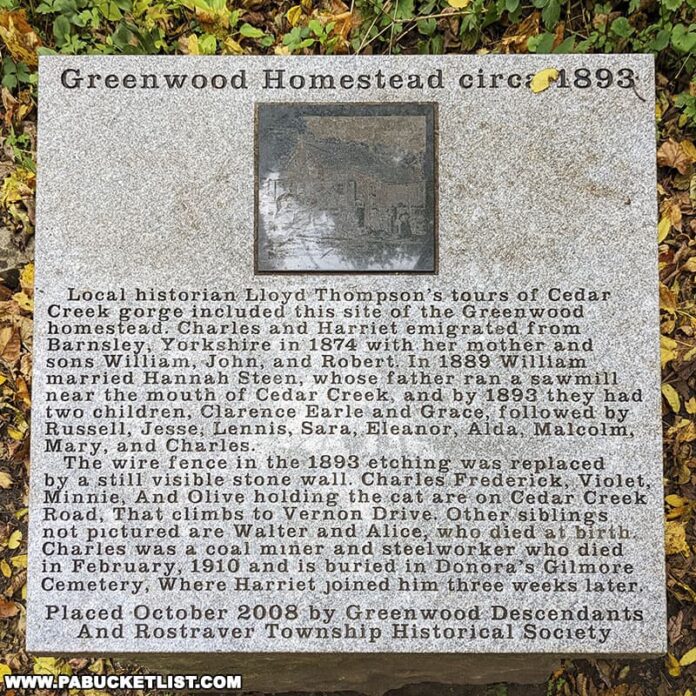 Greenwood Homestead circa 1893
Local historian Lloyd Thompson's tours of Cedar
Creek gorge included this site of the Greenwood
homestead. Charles and Harriet emigrated from
Barnsley, Yorkshire in 1874 with her mother and
sons William, John, and Robert. In 1889 William
married Hannah Steen, whose father ran a sawmill
near the mouth of Cedar Creek, and by 1893 they had
two children, Clarence Earle and Grace, followed by
Russell, Jesse, Lennis, Sara, Eleanor, Alda, Malcolm,
Mary, and Charles.
The wire fence in the 1893 etching was replaced
by a still visible stone wall. Charles Frederick, Violet,
Minnie, And Olive holding the cat are on Cedar Creek
Road, That climbs to Vernon Drive. Other siblings
not pictured are Walter and Alice, who died at birth.
Charles was a coal miner and steelworker who died
in February, 1910 and is buried in Donora's Gilmore
Cemetery, Where Harriet joined him three weeks later.
Placed October 2008 by Greenwood Descendants
And Rostraver Township Historical Society
WWW.PABUCKETLIST.COM